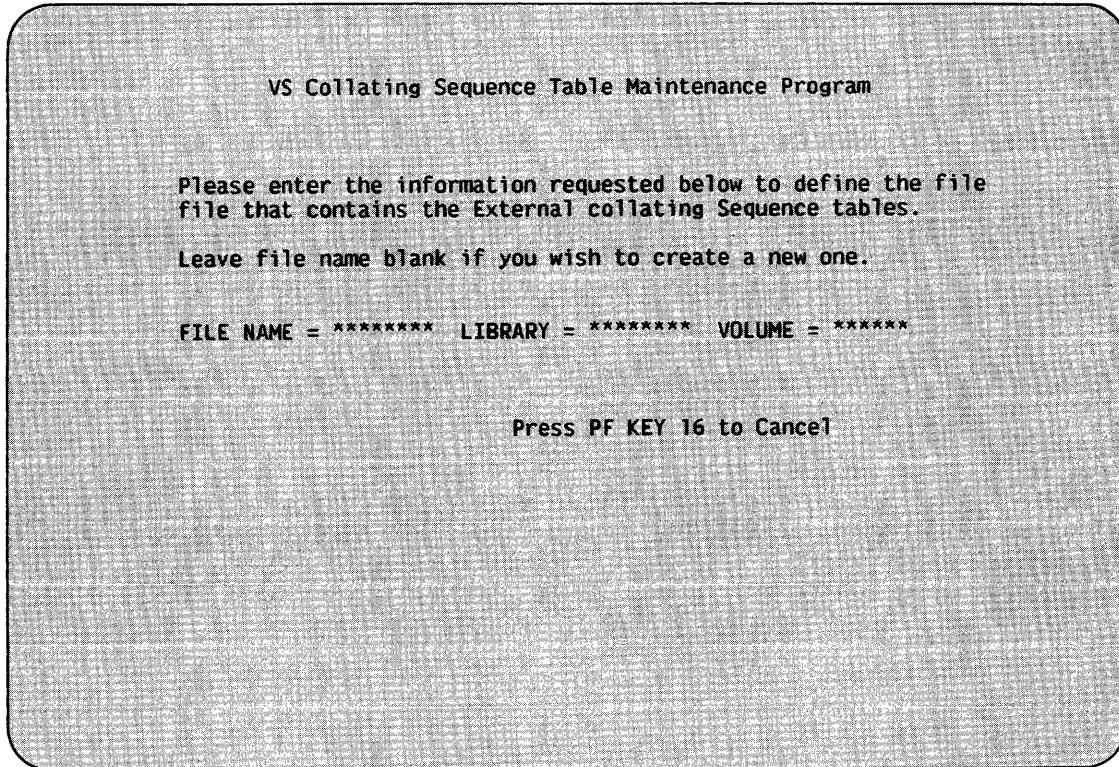 VS Collating Sequence Table Maintenance Program
Please enter the information requested below to define the file
file that contains the External collating Sequence tables.
Leave file name blank if you wish to create a new one.
FILE NAME = ******** LIBRARY = ******** VOLUME = ******
Press PF KEY 16 to Cancel